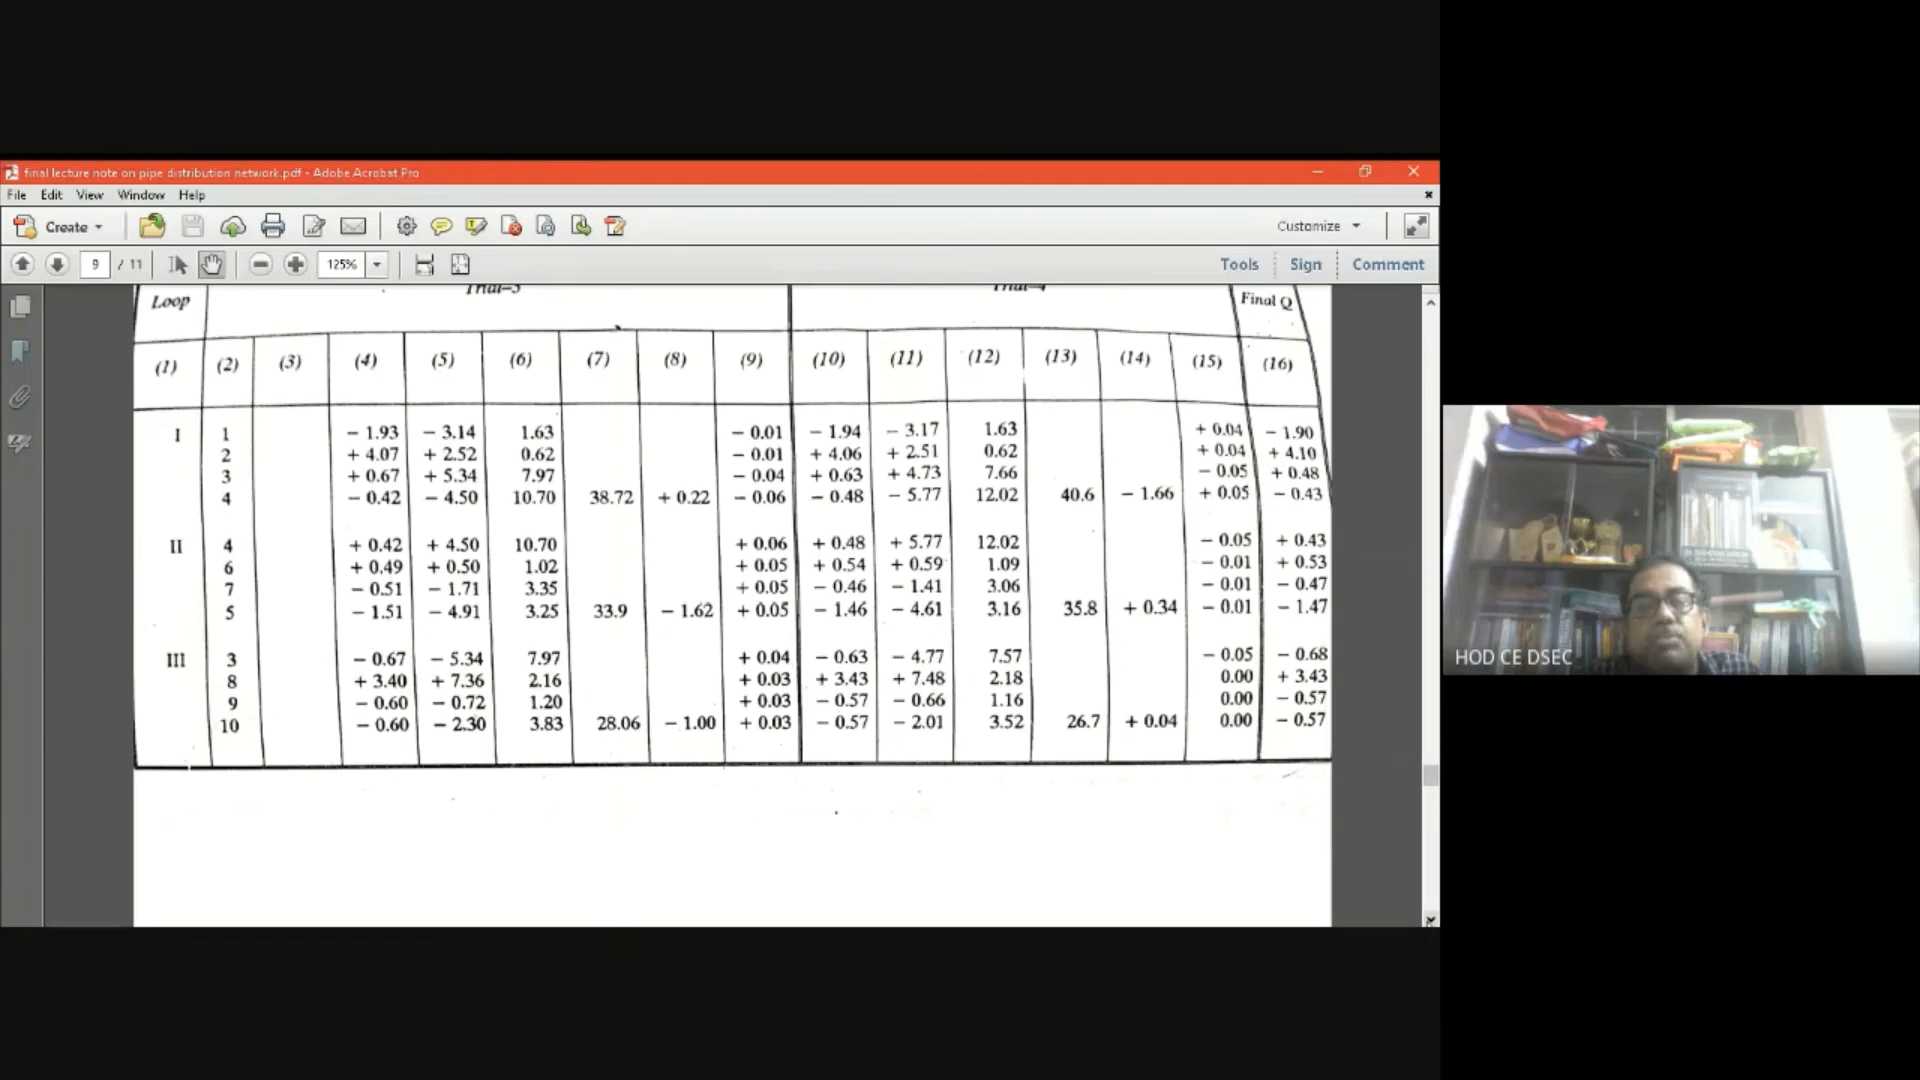 final lecture note on pipe distribution network.pdf - Adobe Acrobat Pro
File Edit View Window Help
Create Customize
9 / 11 125% Tools Sign Comment
Loop Trial-3 Trial-4 Final Q
(1) (2) (3) (4) (5) (6) (7) (8) (9) (10) (11) (12) (13) (14) (15) (16)
I 1 - 1.93 - 3.14 1.63 - 0.01 - 1.94 - 3.17 1.63 + 0.04 - 1.90
2 + 4.07 + 2.52 0.62 - 0.01 + 4.06 + 2.51 0.62 + 0.04 + 4.10
3 + 0.67 + 5.34 7.97 - 0.04 + 0.63 + 4.73 7.66 - 0.05 + 0.48
4 - 0.42 - 4.50 10.70 38.72 + 0.22 - 0.06 - 0.48 - 5.77 12.02 40.6 - 1.66 + 0.05 - 0.43
II 4 + 0.42 + 4.50 10.70 + 0.06 + 0.48 + 5.77 12.02 - 0.05 + 0.43
6 + 0.49 + 0.50 1.02 + 0.05 + 0.54 + 0.59 1.09 - 0.01 + 0.53
7 - 0.51 - 1.71 3.35 + 0.05 - 0.46 - 1.41 3.06 - 0.01 - 0.47
5 - 1.51 - 4.91 3.25 33.9 - 1.62 + 0.05 - 1.46 - 4.61 3.16 35.8 + 0.34 - 0.01 - 1.47
III 3 - 0.67 - 5.34 7.97 + 0.04 - 0.63 - 4.77 7.57 - 0.05 - 0.68
8 + 3.40 + 7.36 2.16 + 0.03 + 3.43 + 7.48 2.18 0.00 + 3.43
9 - 0.60 - 0.72 1.20 + 0.03 - 0.57 - 0.66 1.16 0.00 - 0.57
10 - 0.60 - 2.30 3.83 28.06 - 1.00 + 0.03 - 0.57 - 2.01 3.52 26.7 + 0.04 0.00 - 0.57
HOD CE DSEC